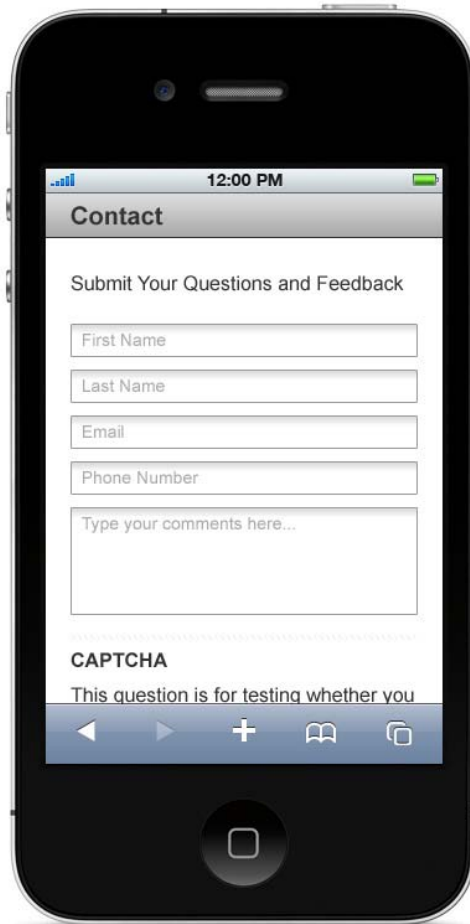 12:00 PM
Contact
Submit Your Questions and Feedback
First Name
Last Name
Email
Phone Number
Type your comments here...
CAPTCHA
This question is for testing whether you